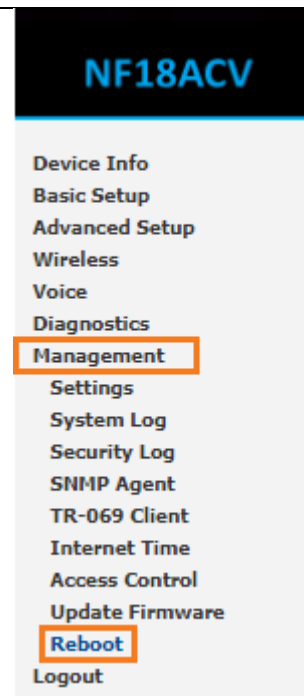 NF18ACV
Device Info
Basic Setup
Advanced Setup
Wireless
Voice
Diagnostics
Management
Settings
System Log
Security Log
SNMP Agent
TR-069 Client
Internet Time
Access Control
Update Firmware
Reboot
Logout